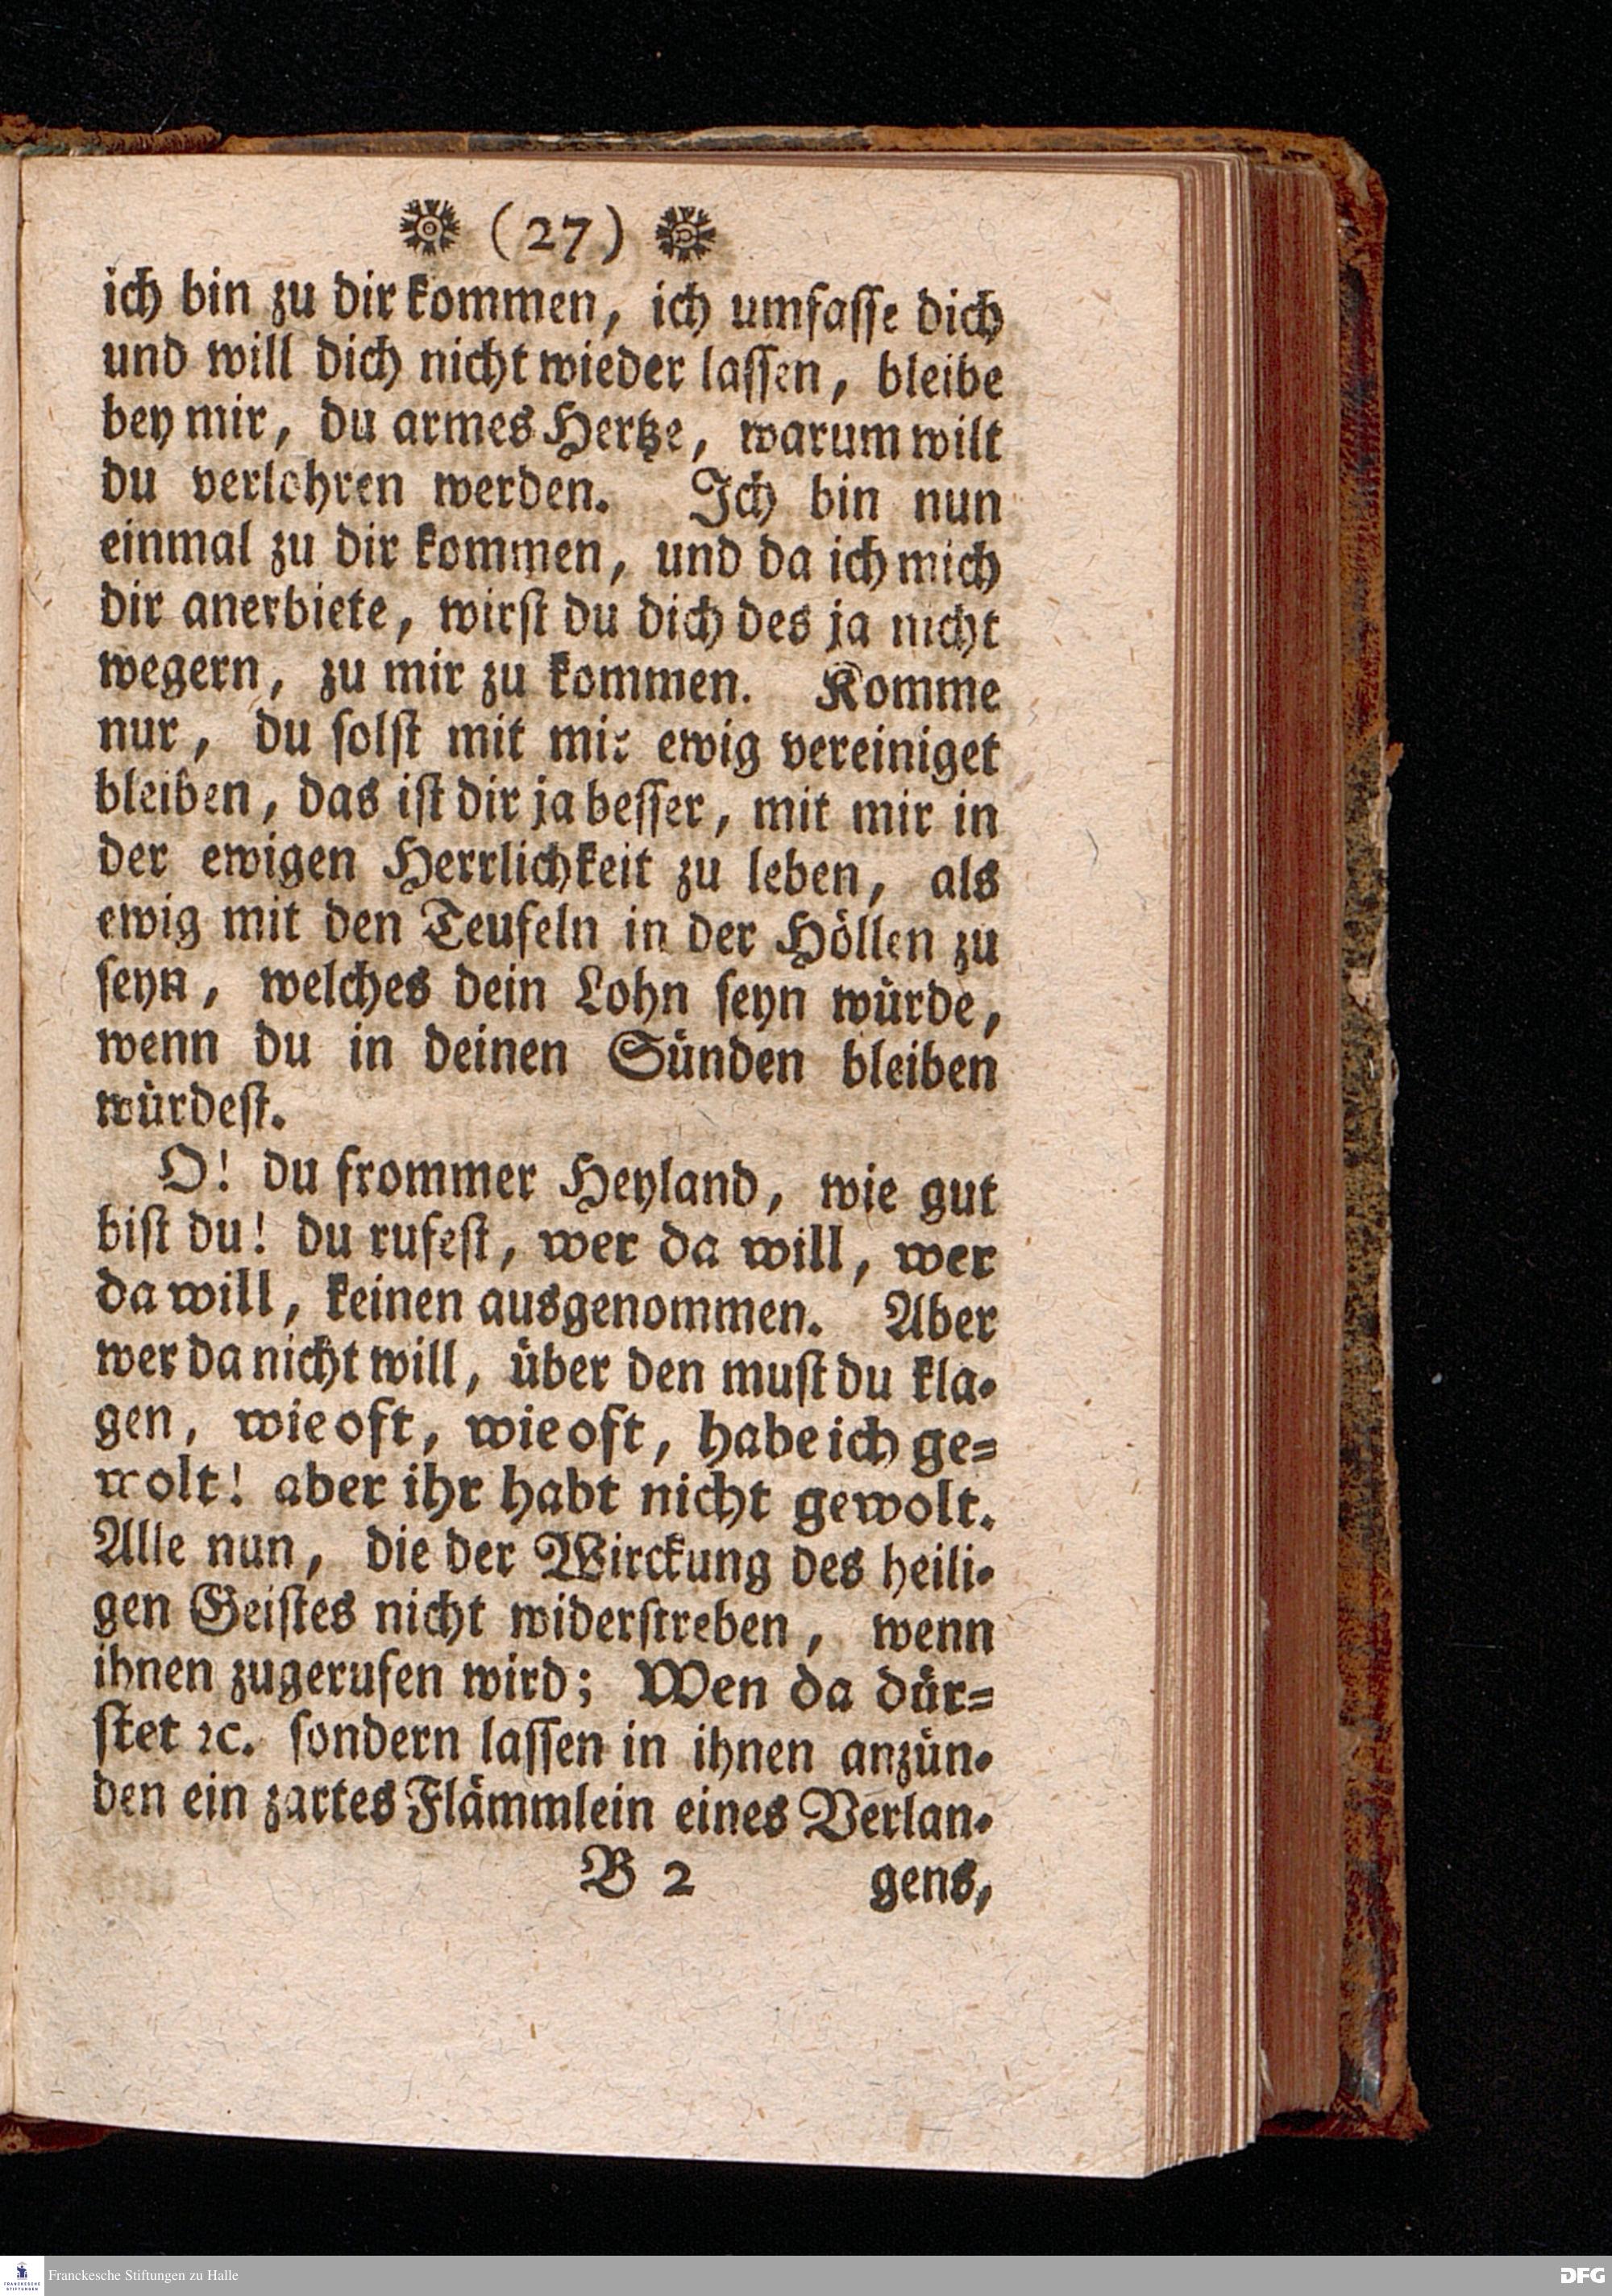 (27)
ich bin zu dir kommen, ich umfasse dich
und will dich nicht wieder lassen, bleibe
bey mir, du armes Hertze, warum wilt
du verlohren werden. Ich bin nun
einmal zu dir kommen, und da ich mich
dir anerbiete, wirst du dich des ja nicht
wegern, zu mir zu kommen. Komme
nur, du solst mit mir ewig vereiniget
bleiben, das ist dir ja besser, mit mir in
der ewigen Herrlichkeit zu leben, als
ewig mit den Teufeln in der Höllen zu
seyn, welches dein Lohn seyn würde,
wenn du in deinen Sünden bleiben
würdest.
O! du frommer Heyland, wie gut
bist du! du rufest, wer da will, wer
da will, keinen ausgenommen. Aber
wer da nicht will, über den must du kla-
gen, wie oft, wie oft, habe ich ge-
wolt! aber ihr habt nicht gewolt.
Alle nun, die der Wirckung des heili-
gen Geistes nicht widerstreben, wenn
ihnen zugerufen wird; Wen da dür-
stet ꝛc. sondern lassen in ihnen anzün-
den ein zartes Flämmlein eines Verlan-
B 2 gens,
FRANCKESCHE STIFTUNGEN
Franckesche Stiftungen zu Halle
DFG